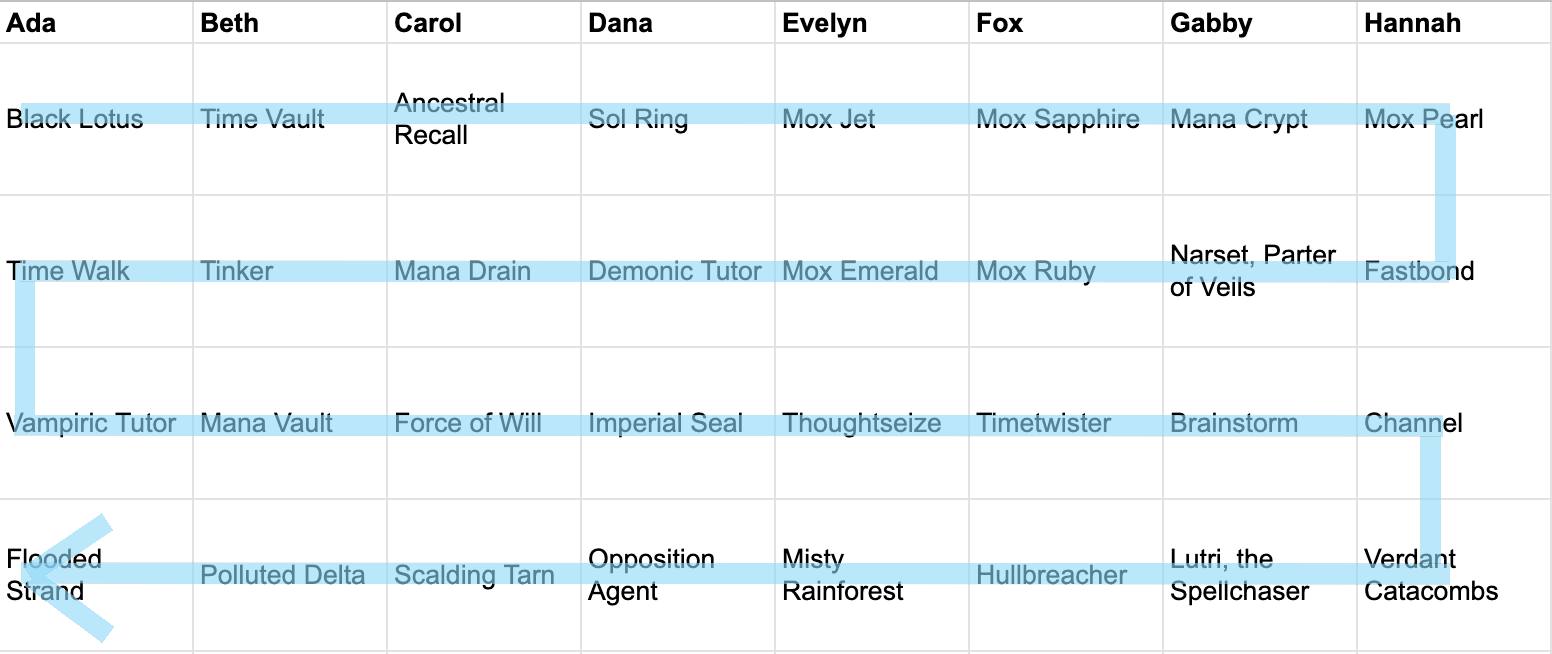 Ada Beth Carol Dana Evelyn Fox Gabby Hannah
Black Lotus Time Vault Ancestral Recall Sol Ring Mox Jet Mox Sapphire Mana Crypt Mox Pearl
Time Walk Tinker Mana Drain Demonic Tutor Mox Emerald Mox Ruby Narset, Parter of Veils Fastbond
Vampiric Tutor Mana Vault Force of Will Imperial Seal Thoughtseize Timetwister Brainstorm Channel
Flooded Strand Polluted Delta Scalding Tarn Opposition Agent Misty Rainforest Hullbreacher Lutri, the Spellchaser Verdant Catacombs